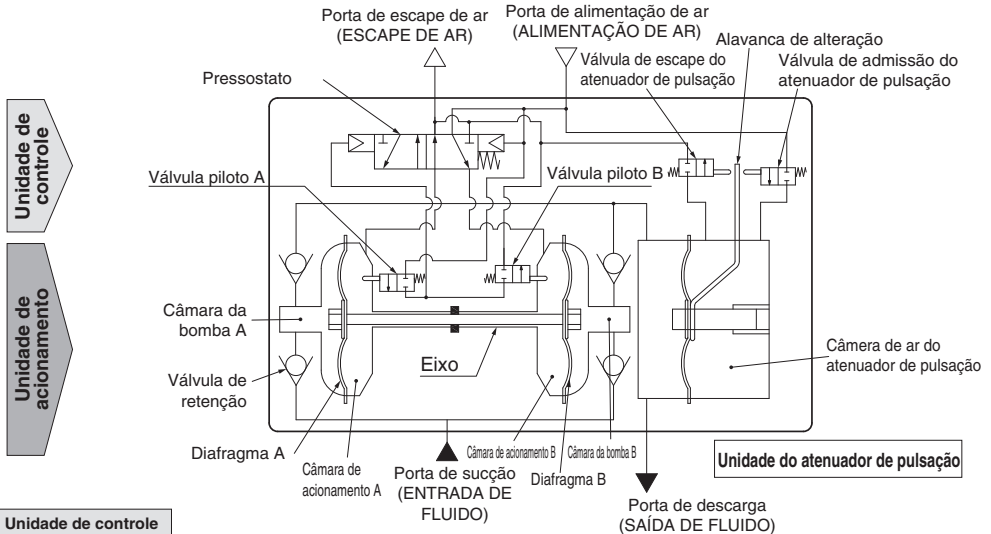 Porta de escape de ar
(ESCAPE DE AR)
Porta de alimentação de ar
(ALIMENTAÇÃO DE AR)
Alavanca de alteração
Válvula de escape do
atenuador de pulsação
Válvula de admissão do
atenuador de pulsação
Pressostato
Unidade de
controle
Válvula piloto A
Válvula piloto B
Unidade de
acionamento
Câmara da
bomba A
Eixo
Câmera de ar do
atenuador de pulsação
Válvula de
retenção
Diafragma A
Câmara de
acionamento A
Porta de sucção
(ENTRADA DE
FLUIDO)
Câmara de acionamento B
Câmara da bomba B
Diafragma B
Unidade do atenuador de pulsação
Porta de descarga
(SAÍDA DE FLUIDO)
Unidade de controle